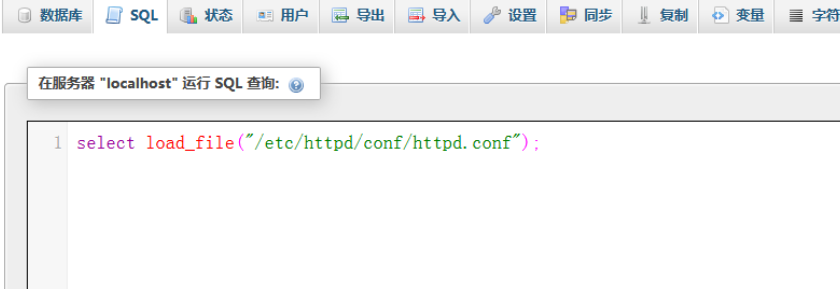 数据库 SQL 状态 用户 导出 导入 设置 同步 复制 变量 字符
在服务器 "localhost" 运行 SQL 查询:
1 select load_file("/etc/httpd/conf/httpd.conf");